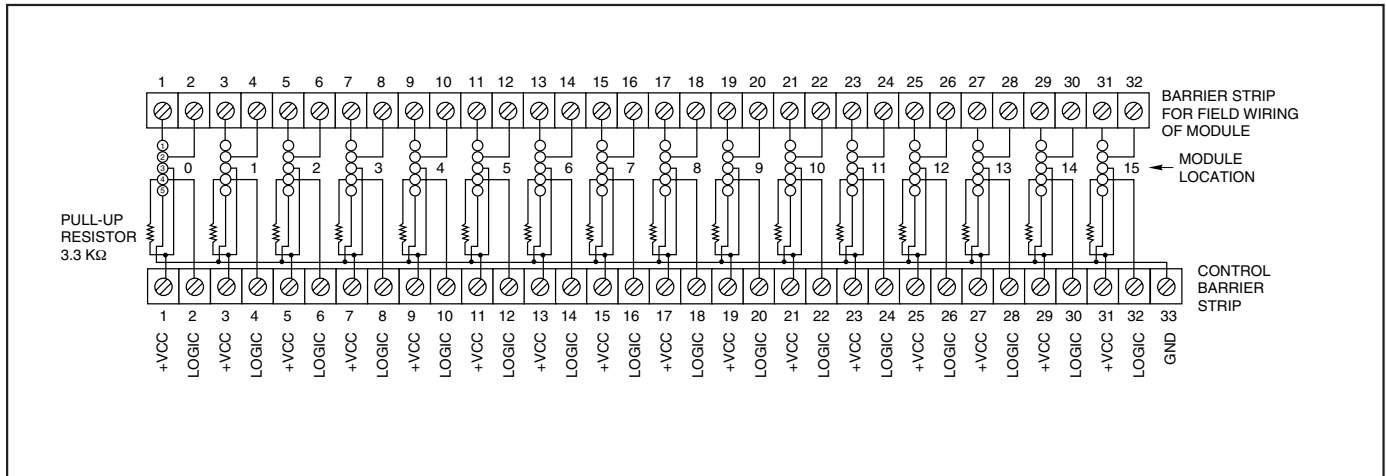 1 2 3 4 5 6 7 8 9 10 11 12 13 14 15 16 17 18 19 20 21 22 23 24 25 26 27 28 29 30 31 32
BARRIER STRIP
FOR FIELD WIRING
OF MODULE
1
2
3
4
5
0 1 2 3 4 5 6 7 8 9 10 11 12 13 14 15
MODULE
LOCATION
PULL-UP
RESISTOR
3.3 KΩ
CONTROL
BARRIER
STRIP
1 2 3 4 5 6 7 8 9 10 11 12 13 14 15 16 17 18 19 20 21 22 23 24 25 26 27 28 29 30 31 32 33
+VCC LOGIC +VCC LOGIC +VCC LOGIC +VCC LOGIC +VCC LOGIC +VCC LOGIC +VCC LOGIC +VCC LOGIC +VCC LOGIC +VCC LOGIC +VCC LOGIC +VCC LOGIC +VCC LOGIC +VCC LOGIC +VCC LOGIC +VCC LOGIC GND